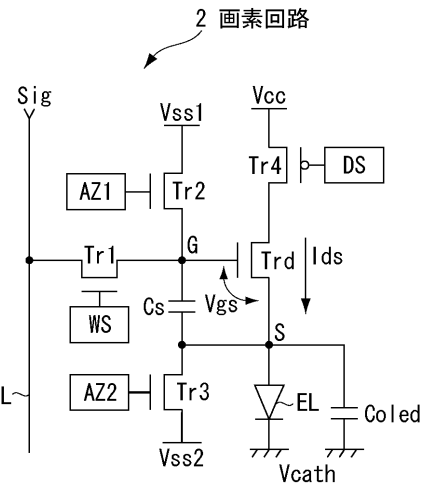 2 画素回路
Sig
Vss1
Vcc
AZ1
Tr2
Tr4
DS
Tr1
G
Trd
Ids
WS
Cs
Vgs
S
L
AZ2
Tr3
EL
Coled
Vss2
Vcath